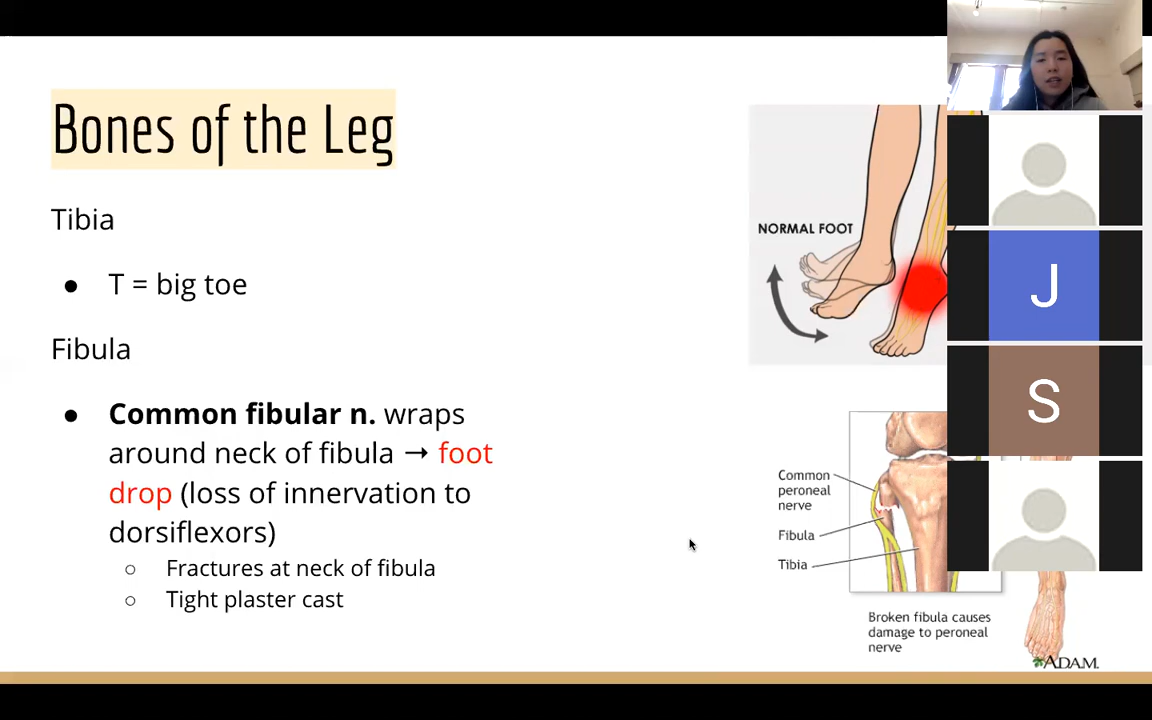 Bones of the Leg
Tibia
● T = big toe
Fibula
● Common fibular n. wraps
around neck of fibula → foot
drop (loss of innervation to
dorsiflexors)
○ Fractures at neck of fibula
○ Tight plaster cast
NORMAL FOOT
Common
peroneal
nerve
Fibula
Tibia
Broken fibula causes
damage to peroneal
nerve
ADAM.
J
S